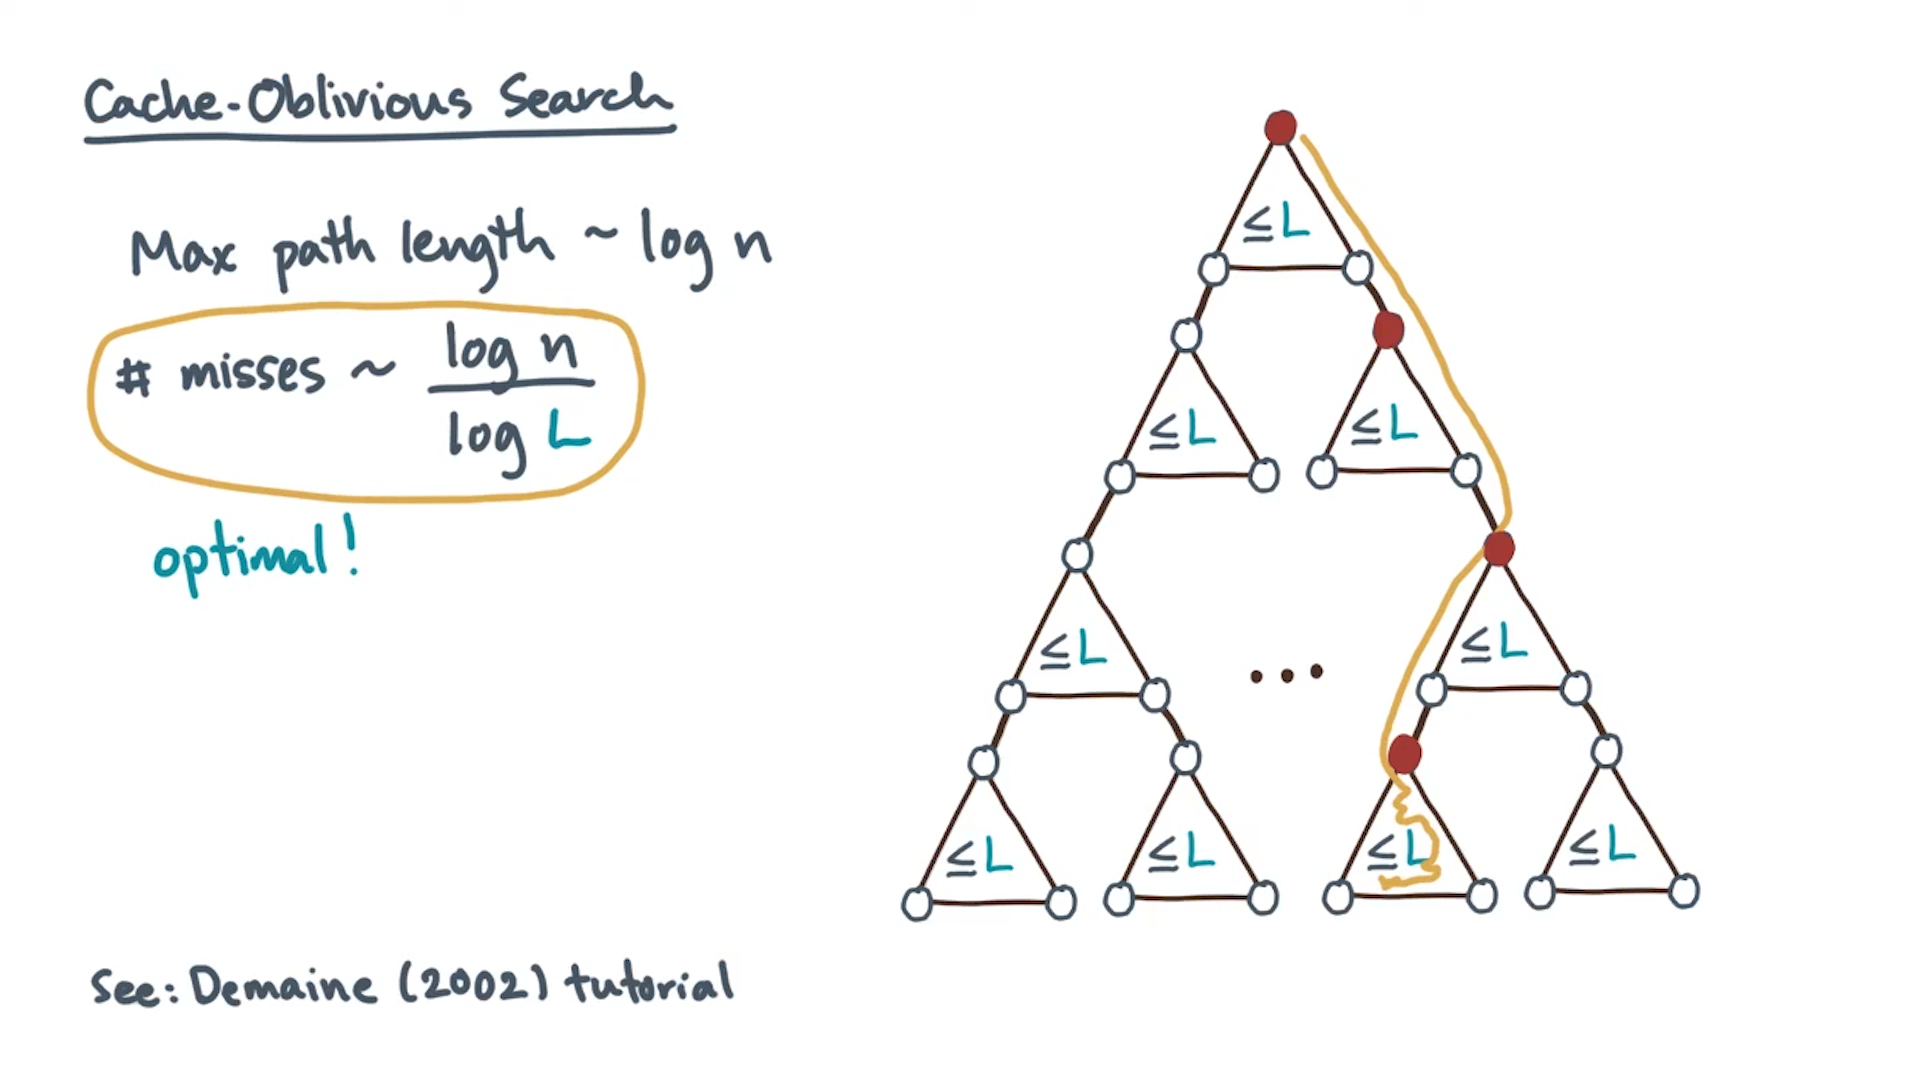 Cache-Oblivious Search
Max path length ~ log n
# misses ~ log n / log L
optimal!
≤L
≤L
≤L
≤L
≤L
...
≤L
≤L
≤L
≤L
See: Demaine (2002) tutorial